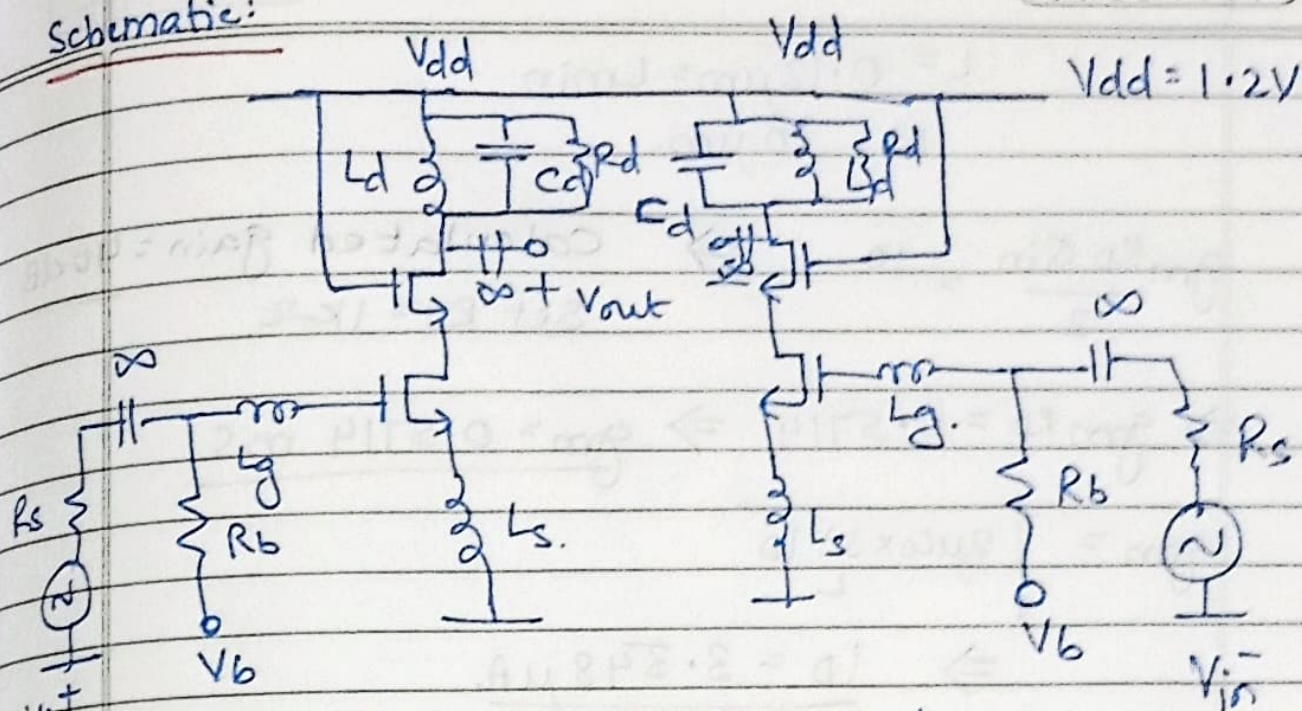 Schematic:
Vdd
Vdd
Vdd = 1.2V
Ld
Cd
Rd
Cd
Ld
Rd
∞ + Vout
∞
∞
Lg
Lg.
Rs
Rb
Ls.
Ls
Rb
Rs
Vb
Vb
Vin-
+